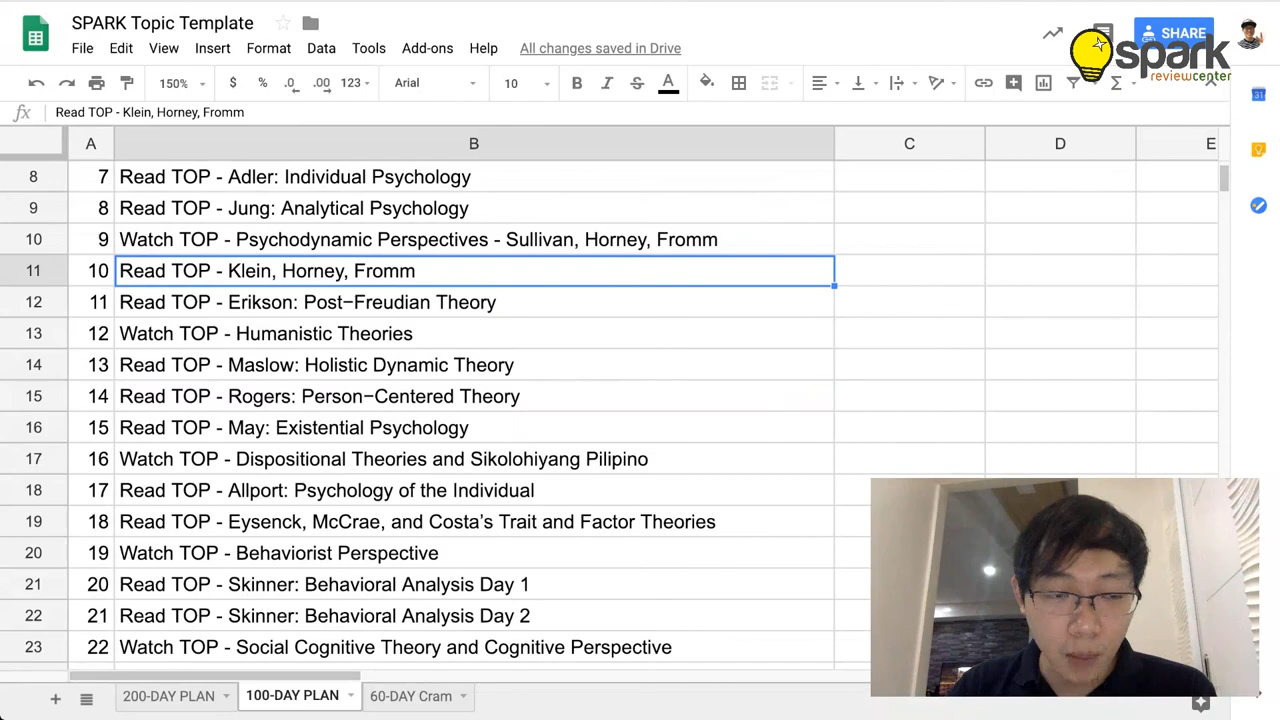 SPARK Topic Template
File Edit View Insert Format Data Tools Add-ons Help All changes saved in Drive
SHARE
spark
reviewcenter
150% $ % .0 .00 123 Arial 10 B I S A
fx Read TOP - Klein, Horney, Fromm
A B C D E
8 7 Read TOP - Adler: Individual Psychology
9 8 Read TOP - Jung: Analytical Psychology
10 9 Watch TOP - Psychodynamic Perspectives - Sullivan, Horney, Fromm
11 10 Read TOP - Klein, Horney, Fromm
12 11 Read TOP - Erikson: Post−Freudian Theory
13 12 Watch TOP - Humanistic Theories
14 13 Read TOP - Maslow: Holistic Dynamic Theory
15 14 Read TOP - Rogers: Person−Centered Theory
16 15 Read TOP - May: Existential Psychology
17 16 Watch TOP - Dispositional Theories and Sikolohiyang Pilipino
18 17 Read TOP - Allport: Psychology of the Individual
19 18 Read TOP - Eysenck, McCrae, and Costa’s Trait and Factor Theories
20 19 Watch TOP - Behaviorist Perspective
21 20 Read TOP - Skinner: Behavioral Analysis Day 1
22 21 Read TOP - Skinner: Behavioral Analysis Day 2
23 22 Watch TOP - Social Cognitive Theory and Cognitive Perspective
200-DAY PLAN 100-DAY PLAN 60-DAY Cram